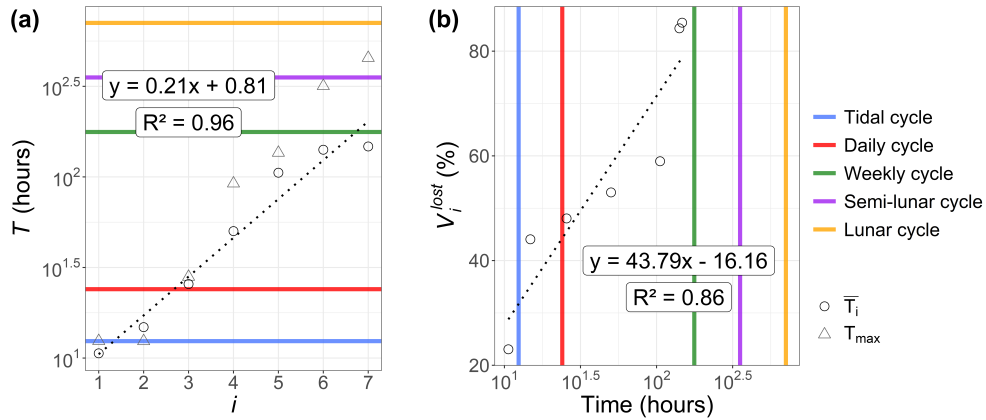 (a)
T (hours)
10^2.5
10^2
10^1.5
10^1
y = 0.21x + 0.81
R² = 0.96
1 2 3 4 5 6 7
i
(b)
V_i^lost (%)
80
60
40
20
y = 43.79x - 16.16
R² = 0.86
10^1 10^1.5 10^2 10^2.5
Time (hours)
Tidal cycle
Daily cycle
Weekly cycle
Semi-lunar cycle
Lunar cycle
T̅_i
T_max